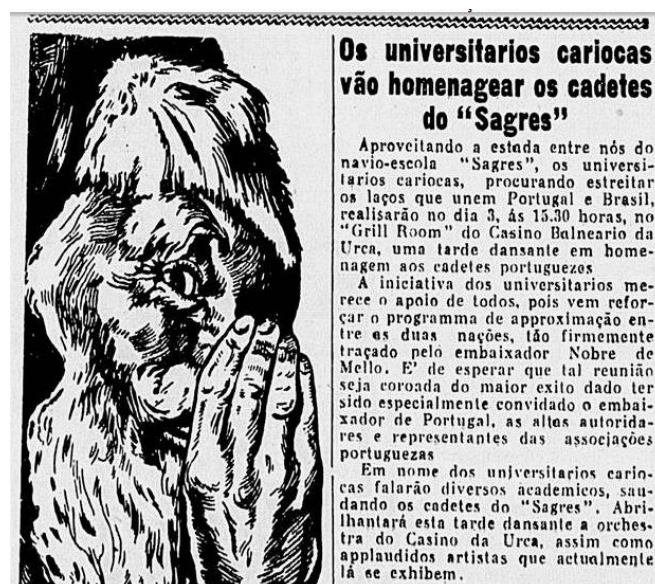 Os universitarios cariocas
vão homenagear os cadetes
do "Sagres"
Aproveitando a estada entre nós do
navio-escola "Sagres", os universi-
tarios cariocas, procurando estreitar
os laços que unem Portugal e Brasil,
realisarão no dia 3, ás 15.30 horas, no
"Grill Room" do Casino Balneario da
Urca, uma tarde dansante em home-
nagem aos cadetes portuguezes
A iniciativa dos universitarios me-
rece o apoio de todos, pois vem refor-
çar o programma de approximação en-
tre as duas nações, tão firmemente
traçado pelo embaixador Nobre de
Mello. E' de esperar que tal reunião
seja coroada do maior exito dado ter
sido especialmente convidado o embai-
xador de Portugal, as altas autorida-
res e representantes das associações
portuguezas
Em nome dos universitarios cario-
cas falarão diversos academicos, sau-
dando os cadetes do "Sagres". Abri-
lhantará esta tarde dansante a orches-
tra do Casino da Urca, assim como
applaudidos artistas que actualmente
lá se exhibem.